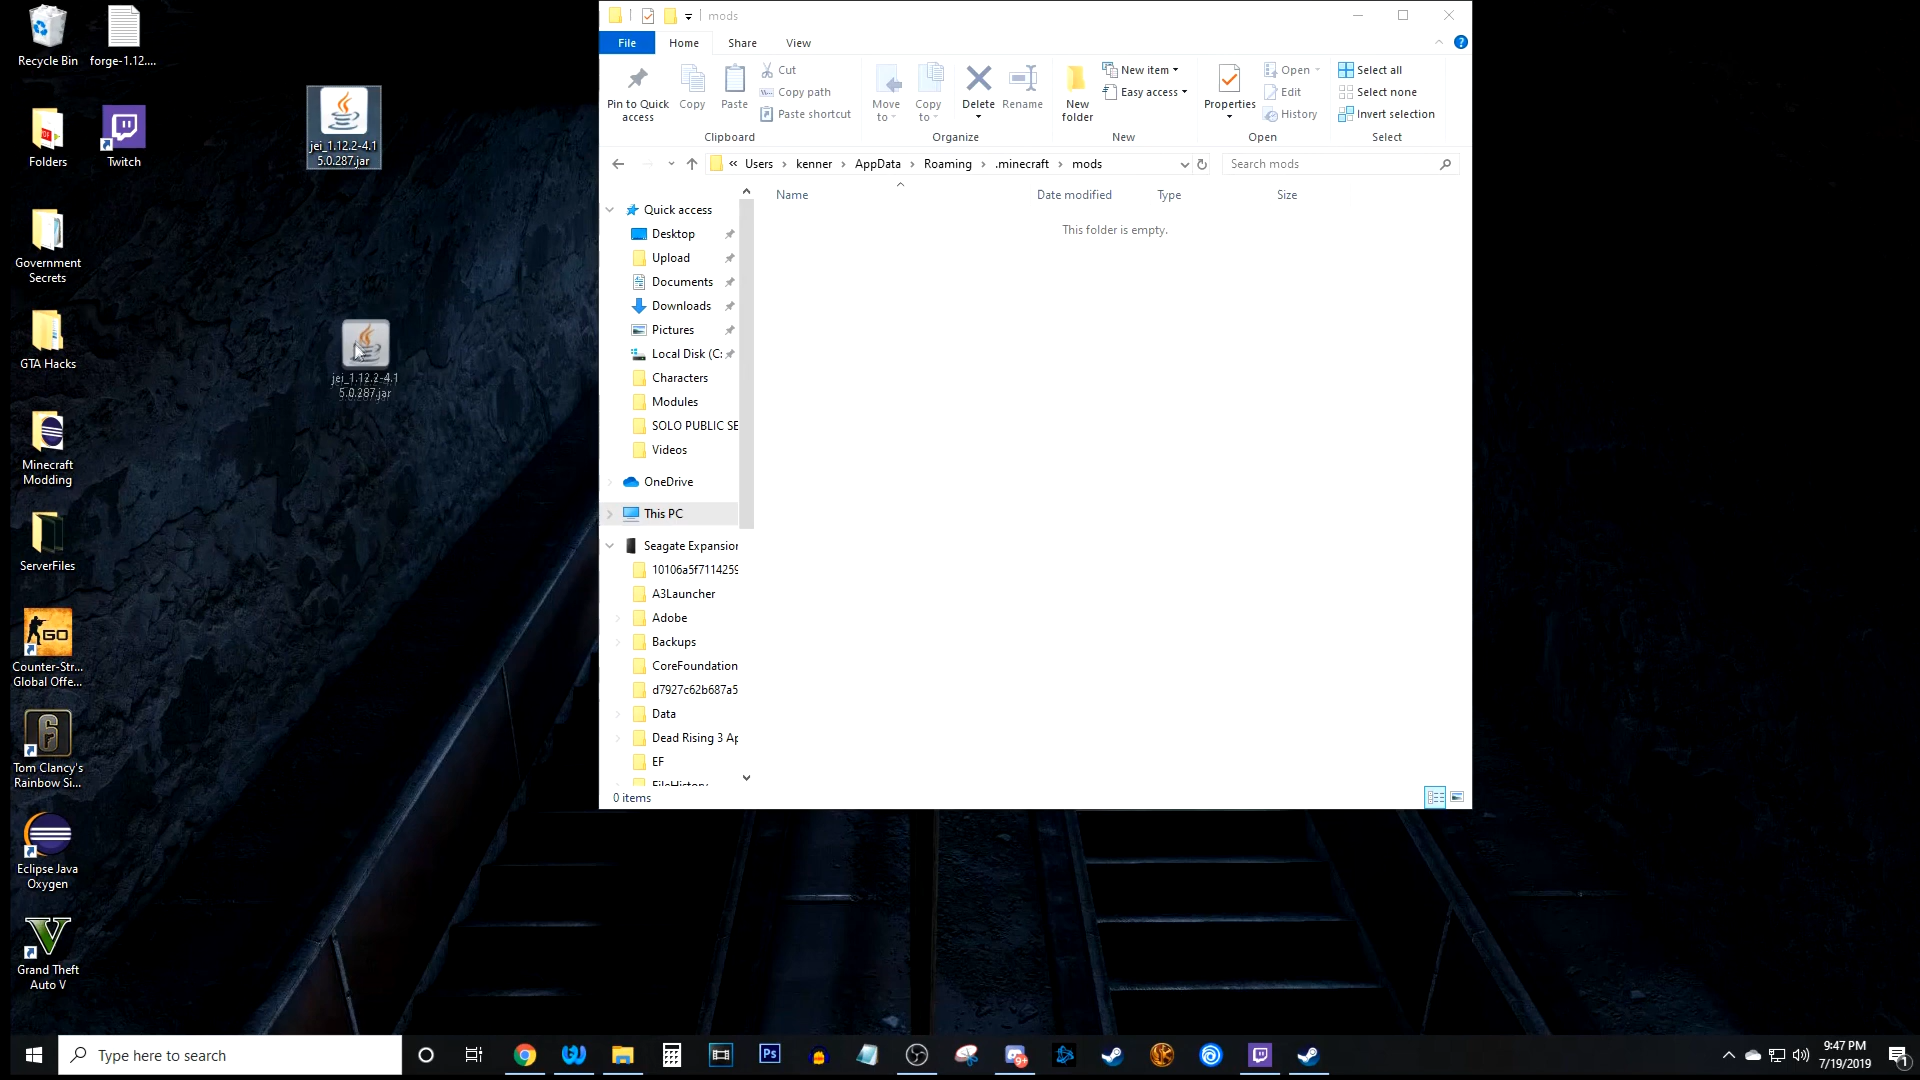 Recycle Bin
forge-1.12....
Folders
Twitch
Government
Secrets
GTA Hacks
Minecraft
Modding
ServerFiles
GO
Counter-Str...
Global Offe...
6
Tom Clancy's
Rainbow Si...
Eclipse Java
Oxygen
V
Grand Theft
Auto V
jei_1.12.2-4.1
5.0.287.jar
jei_1.12.2-4.1
5.0.287.jar
mods
File
Home
Share
View
Pin to Quick
access
Copy
Paste
Cut
Copy path
Paste shortcut
Clipboard
Move
to
Copy
to
Delete
Rename
Organize
New
folder
New item
Easy access
New
Properties
Open
Edit
History
Open
Select all
Select none
Invert selection
Select
« Users > kenner > AppData > Roaming > .minecraft > mods
Search mods
Name
Date modified
Type
Size
This folder is empty.
Quick access
Desktop
Upload
Documents
Downloads
Pictures
Local Disk (C:
Characters
Modules
SOLO PUBLIC SE
Videos
OneDrive
This PC
Seagate Expansion
10106a5f7114259
A3Launcher
Adobe
Backups
CoreFoundation
d7927c62b687a5
Data
Dead Rising 3 Ap
EF
FileHistory
0 items
Type here to search
Ps
9+
9:47 PM
7/19/2019
1